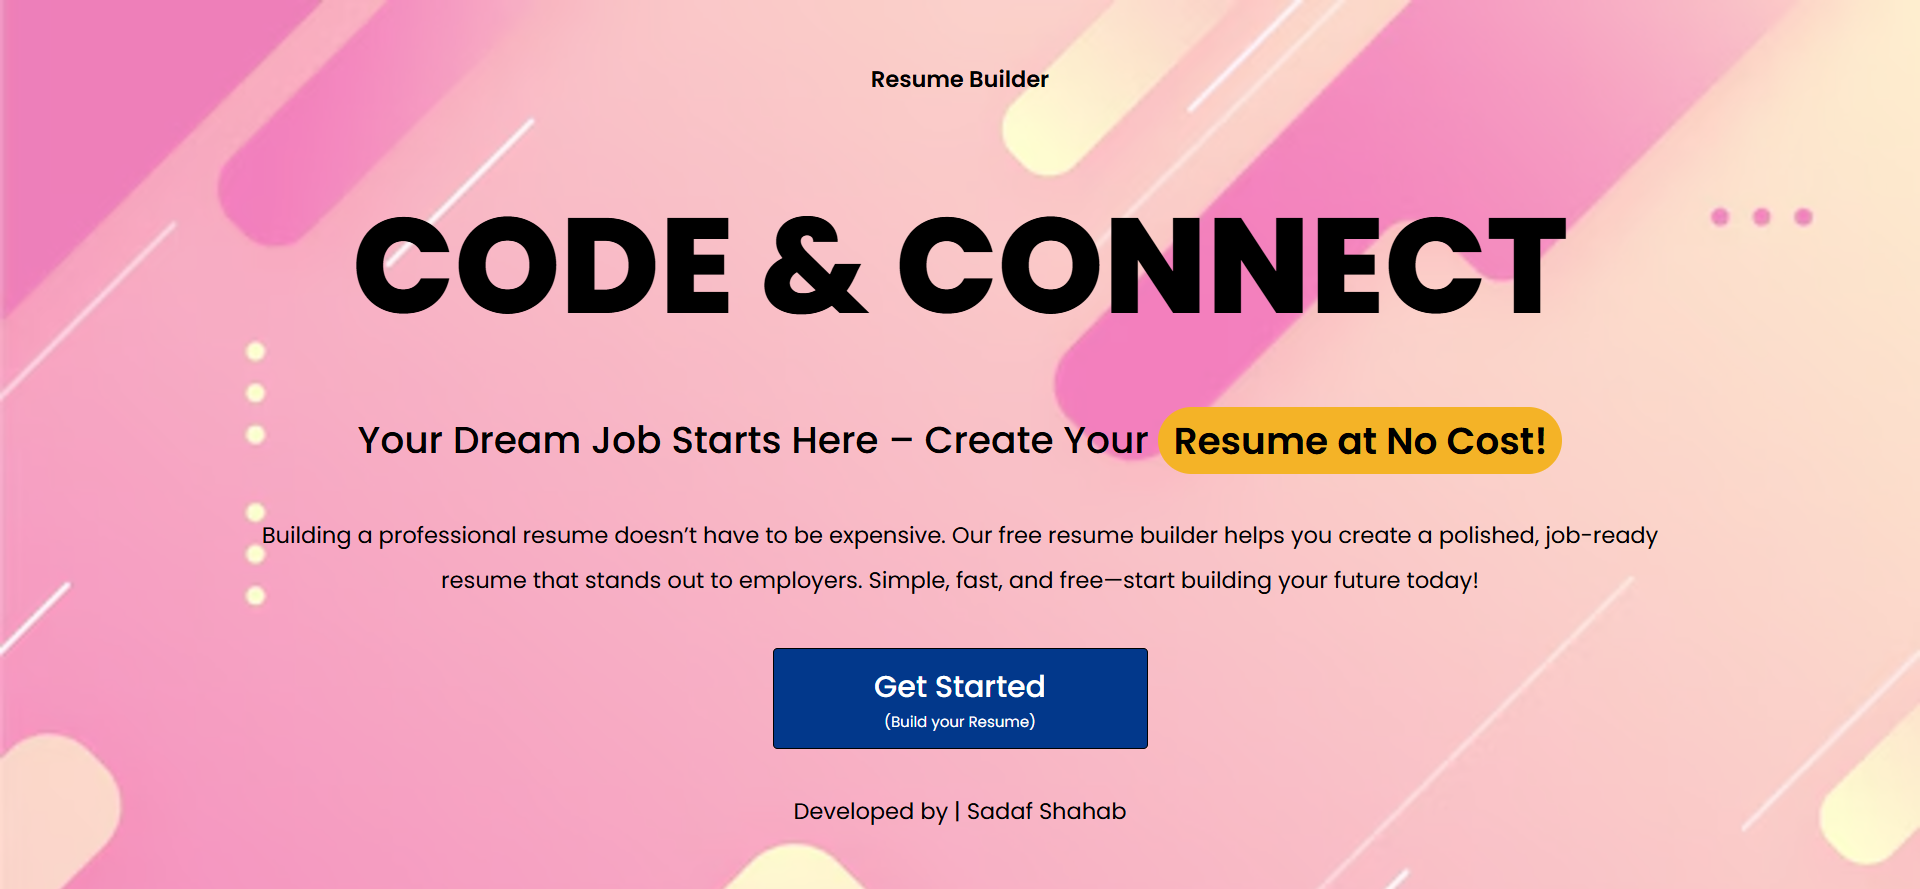 Resume Builder
CODE & CONNECT
Your Dream Job Starts Here – Create Your Resume at No Cost!
Building a professional resume doesn’t have to be expensive. Our free resume builder helps you create a polished, job-ready
resume that stands out to employers. Simple, fast, and free—start building your future today!
Get Started
(Build your Resume)
Developed by | Sadaf Shahab